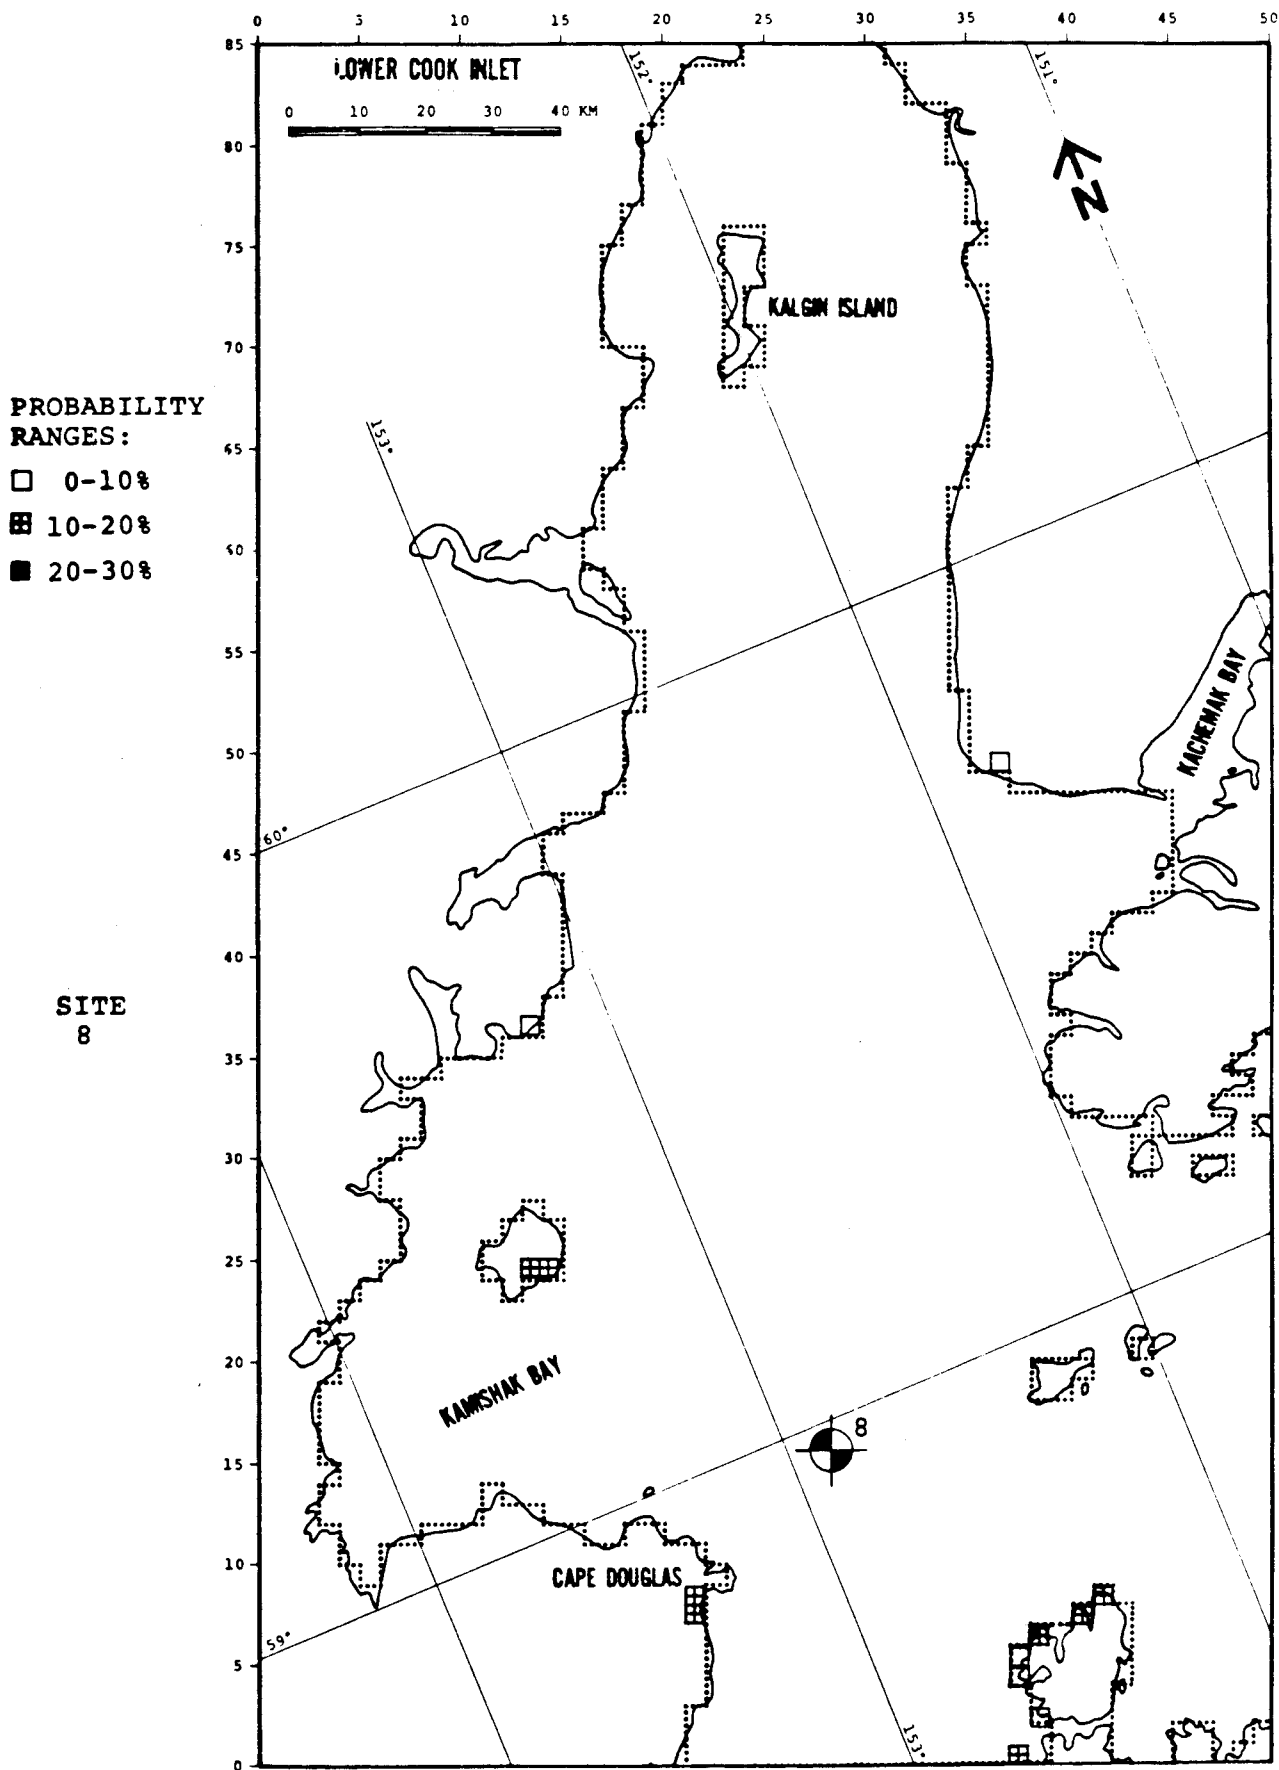 0 5 10 15 20 25 35 40 45 50
85
LOWER COOK INLET
0 10 20 30 40 KM
152°
151°
N
80
75
KALGIN ISLAND
70
PROBABILITY
RANGES:
0-10%
10-20%
20-30%
153°
65
60
55
KACHEMAK BAY
50
60°
45
40
SITE
8
35
30
25
20
KAMISHAK BAY
8
15
10
CAPE DOUGLAS
59°
5
153°
0